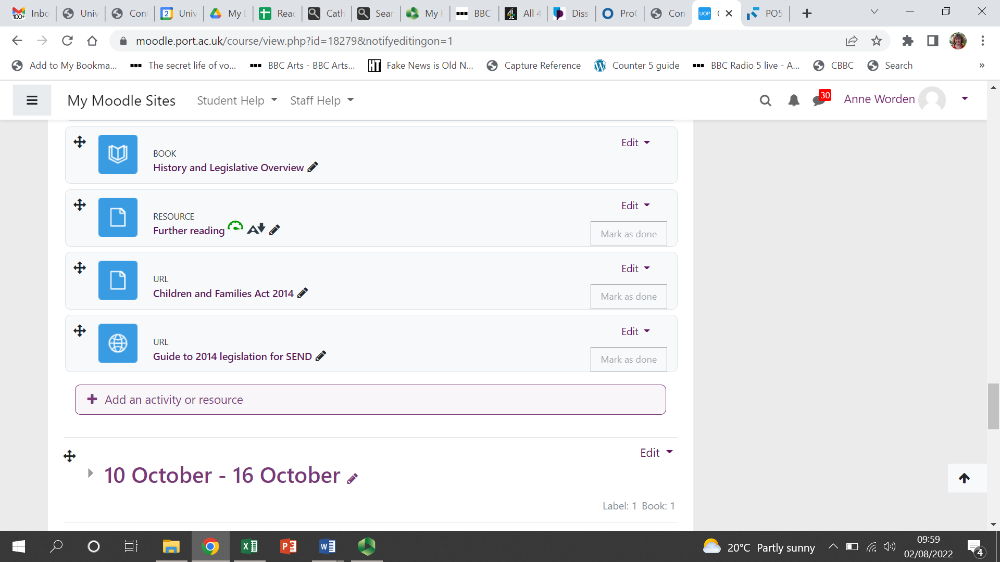 100+ Inbo Univ Con 2 Univ My D Reac Cath Sear My F BBC 4 All 4 Diss Pro Con UOP PO5
moodle.port.ac.uk/course/view.php?id=18279&notifyeditingon=1
Add to My Bookma... The secret life of vo... BBC Arts - BBC Arts... HT Fake News is Old N... Capture Reference Counter 5 guide BBC Radio 5 live - A... CBBC Search »
My Moodle Sites Student Help Staff Help 30 Anne Worden
Edit
BOOK
History and Legislative Overview
Edit
RESOURCE
Further reading
Mark as done
Edit
URL
Children and Families Act 2014
Mark as done
Edit
URL
Guide to 2014 legislation for SEND
Mark as done
Add an activity or resource
Edit
10 October - 16 October
Label: 1 Book: 1
20°C Partly sunny
09:59
02/08/2022
4